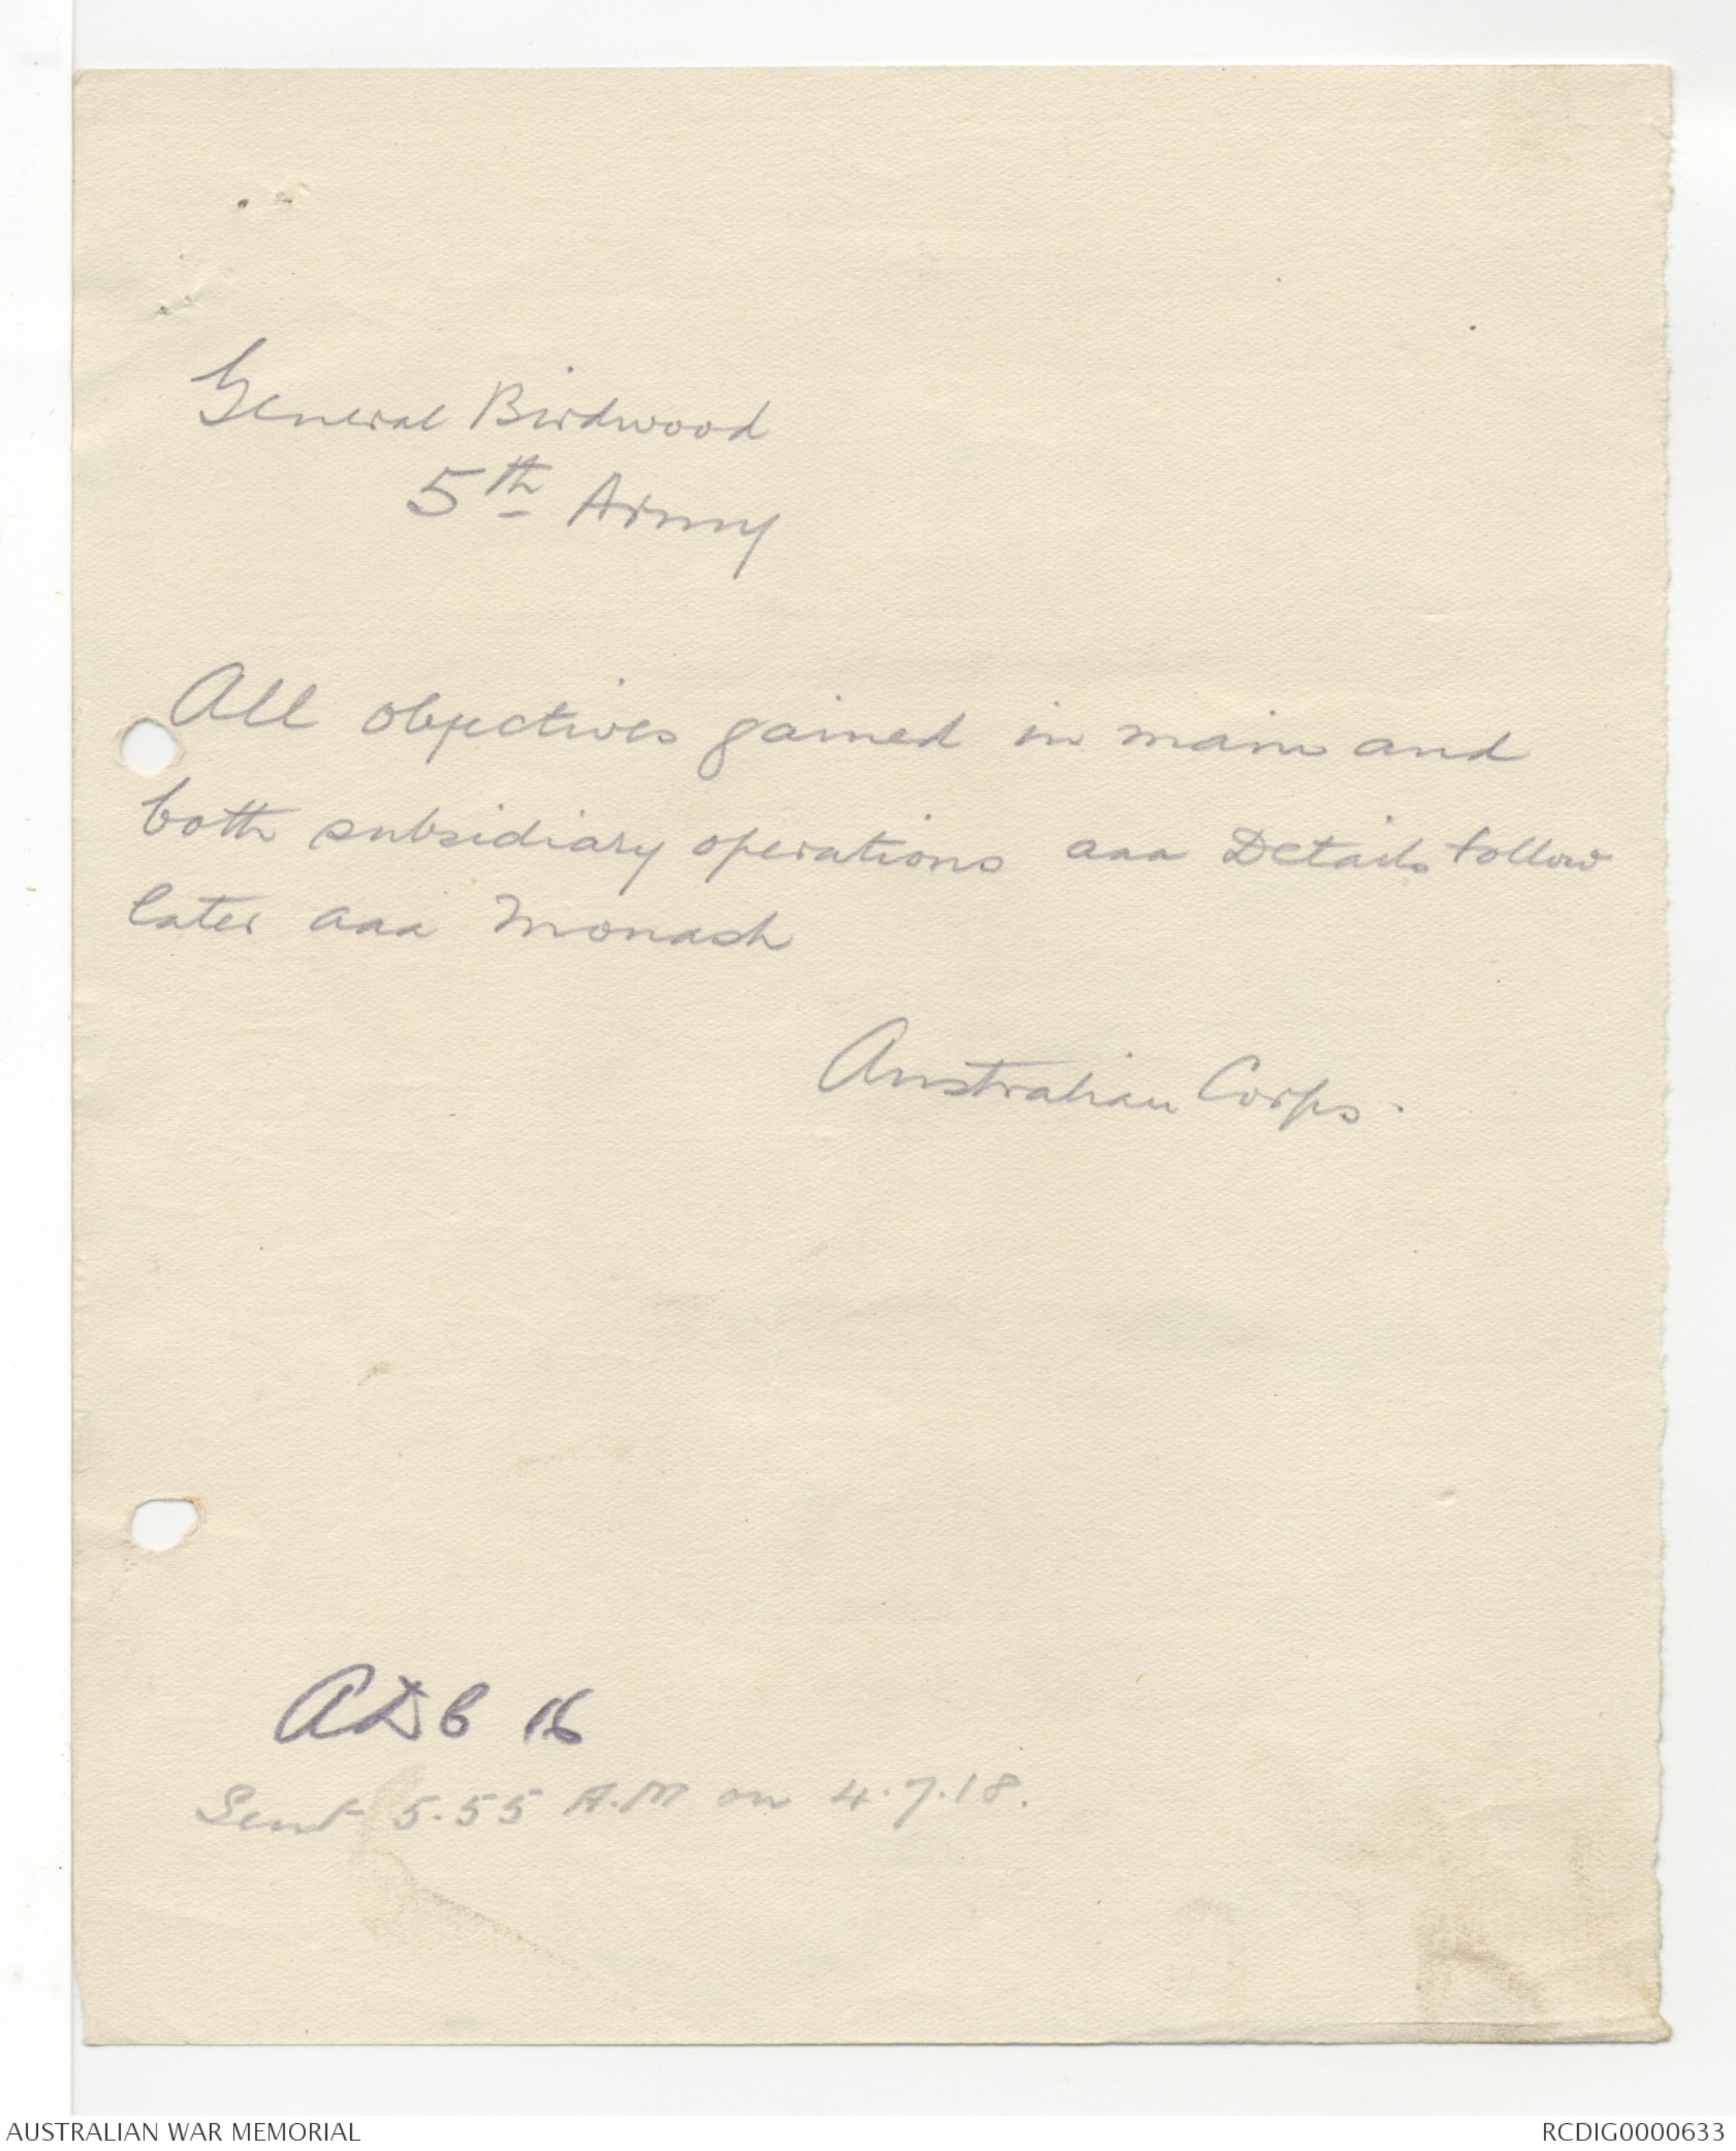 General Birdwood
5th Army
All objectives gained in main and
both subsidiary operations aaa Details follow
later aaa Monash
Australian Corps.
ADC 16
Sent 5.55 A.M on 4.7.18.
AUSTRALIAN WAR MEMORIAL
RCDIG0000633